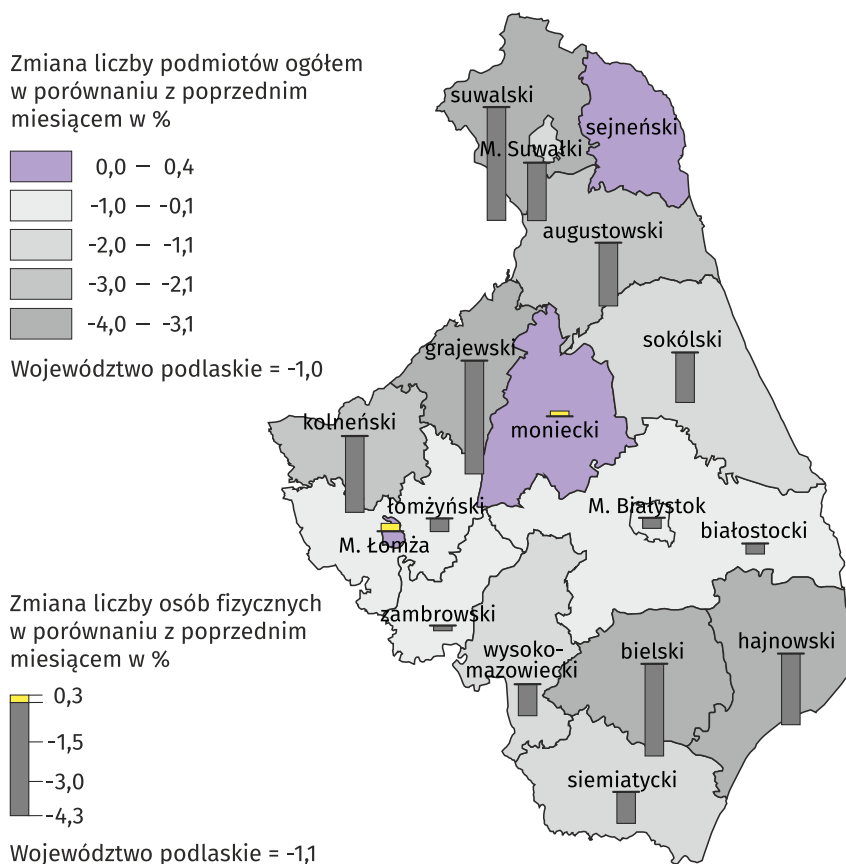 Zmiana liczby podmiotów ogółem
w porównaniu z poprzednim
miesiącem w %
0,0 – 0,4
-1,0 – -0,1
-2,0 – -1,1
-3,0 – -2,1
-4,0 – -3,1
Województwo podlaskie = -1,0
suwalski
sejneński
M. Suwałki
augustowski
grajewski
sokólski
kolneński
moniecki
łomżyński
M. Białystok
M. Łomża
białostocki
zambrowski
wysoko-
mazowiecki
bielski
hajnowski
siemiatycki
Zmiana liczby osób fizycznych
w porównaniu z poprzednim
miesiącem w %
0,3
-1,5
-3,0
-4,3
Województwo podlaskie = -1,1